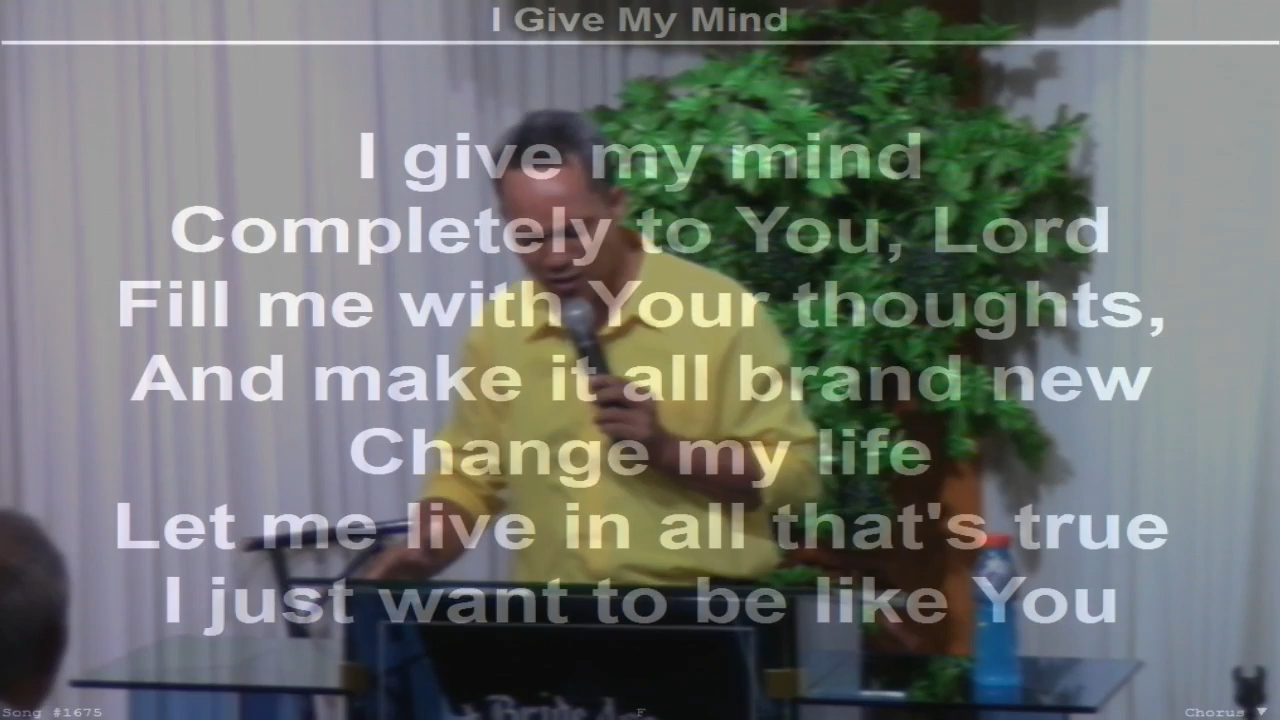 I Give My Mind
I give my mind
Completely to You, Lord
Fill me with Your thoughts,
And make it all brand new
Change my life
Let me live in all that's true
I just want to be like You
Bride
Song #1675
F
Chorus ▼